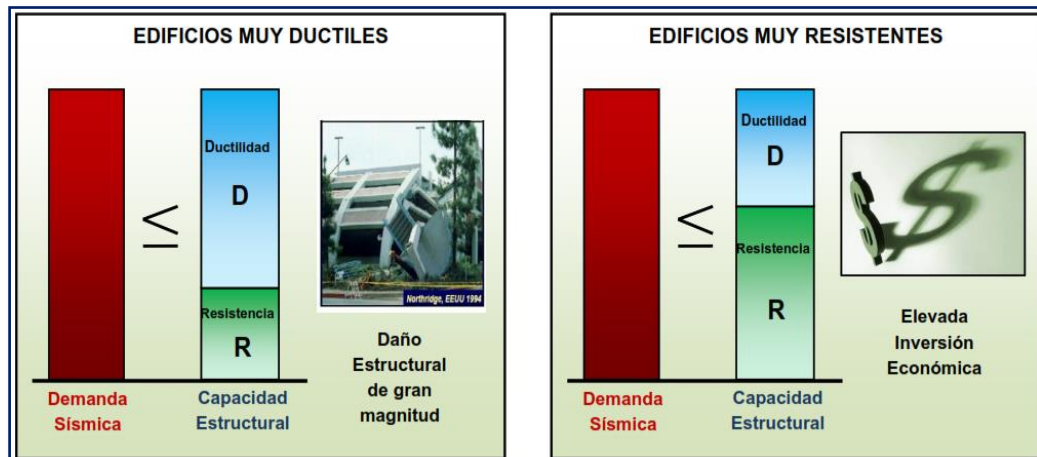 EDIFICIOS MUY DUCTILES
Ductilidad
D
≤
Resistencia
R
Northridge, EEUU 1994
Daño
Estructural
de gran
magnitud
Demanda
Sísmica
Capacidad
Estructural
EDIFICIOS MUY RESISTENTES
Ductilidad
D
≤
Resistencia
R
Elevada
Inversión
Económica
Demanda
Sísmica
Capacidad
Estructural